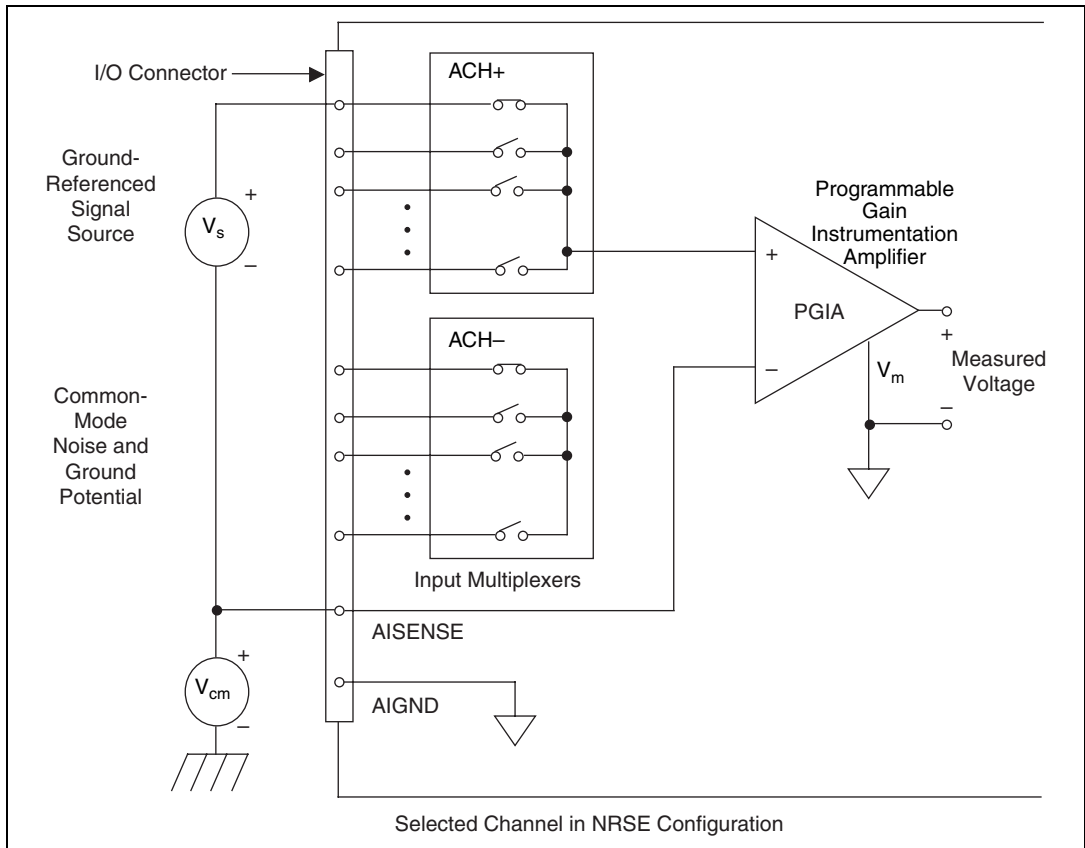 I/O Connector
ACH+
Ground-
Referenced
Signal
Source
+
Vs
–
Programmable
Gain
Instrumentation
Amplifier
+
PGIA
–
Vm
+
Measured
Voltage
–
ACH–
Common-
Mode
Noise and
Ground
Potential
Input Multiplexers
AISENSE
+
Vcm
–
AIGND
Selected Channel in NRSE Configuration